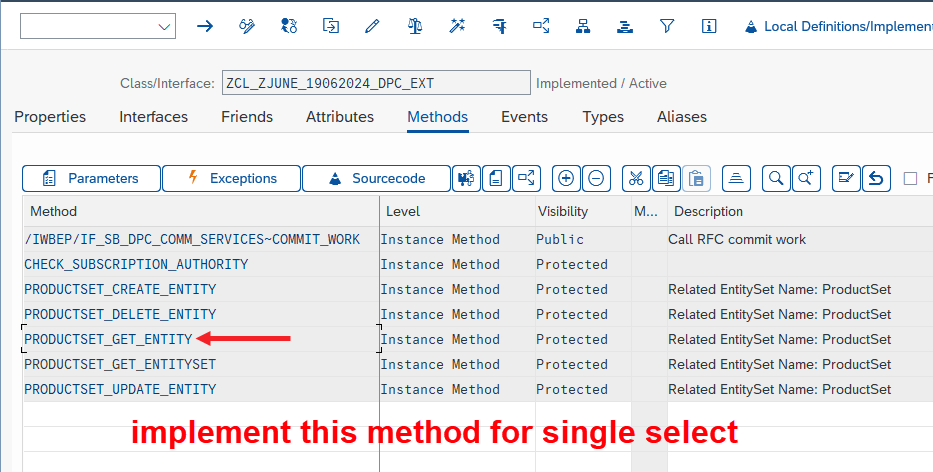 Local Definitions/Implement
Class/Interface: ZCL_ZJUNE_19062024_DPC_EXT Implemented / Active
Properties Interfaces Friends Attributes Methods Events Types Aliases
Parameters Exceptions Sourcecode F
Method Level Visibility M... Description
/IWBEP/IF_SB_DPC_COMM_SERVICES~COMMIT_WORK Instance Method Public Call RFC commit work
CHECK_SUBSCRIPTION_AUTHORITY Instance Method Protected
PRODUCTSET_CREATE_ENTITY Instance Method Protected Related EntitySet Name: ProductSet
PRODUCTSET_DELETE_ENTITY Instance Method Protected Related EntitySet Name: ProductSet
PRODUCTSET_GET_ENTITY Instance Method Protected Related EntitySet Name: ProductSet
PRODUCTSET_GET_ENTITYSET Instance Method Protected Related EntitySet Name: ProductSet
PRODUCTSET_UPDATE_ENTITY Instance Method Protected Related EntitySet Name: ProductSet
implement this method for single select